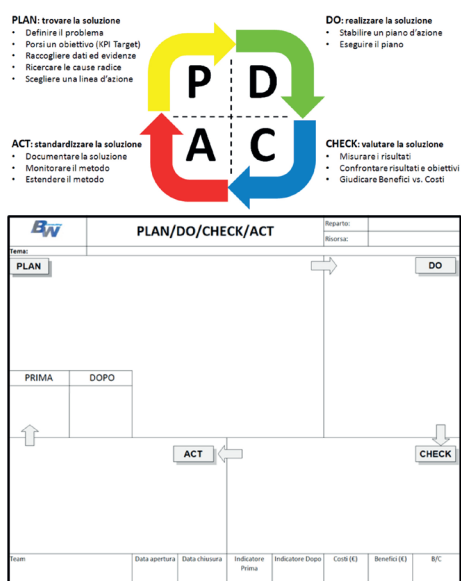 PLAN: trovare la soluzione
• Definire il problema
• Porsi un obiettivo (KPI Target)
• Raccogliere dati ed evidenze
• Ricercare le cause radice
• Scegliere una linea d'azione
DO: realizzare la soluzione
• Stabilire un piano d'azione
• Eseguire il piano
P D
A C
ACT: standardizzare la soluzione
• Documentare la soluzione
• Monitorare il metodo
• Estendere il metodo
CHECK: valutare la soluzione
• Misurare i risultati
• Confrontare risultati e obiettivi
• Giudicare Benefici vs. Costi
BW
PLAN/DO/CHECK/ACT
Reparto:
Risorsa:
Tema:
PLAN
DO
PRIMA DOPO
ACT
CHECK
Team
Data apertura
Data chiusura
Indicatore
Prima
Indicatore Dopo
Costi (€)
Benefici (€)
B/C